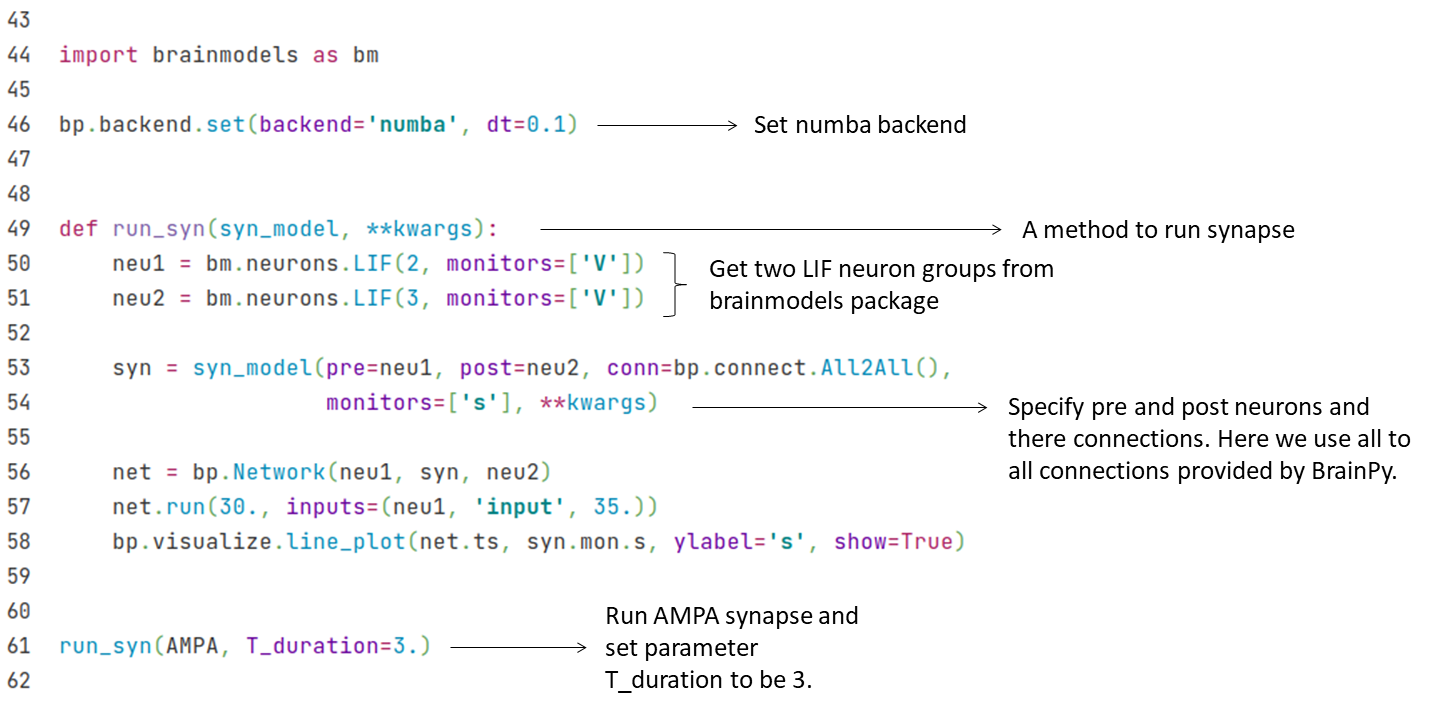 43
44 import brainmodels as bm
45
46 bp.backend.set(backend='numba', dt=0.1) Set numba backend
47
48
49 def run_syn(syn_model, **kwargs): A method to run synapse
50     neu1 = bm.neurons.LIF(2, monitors=['V'])
51     neu2 = bm.neurons.LIF(3, monitors=['V'])
Get two LIF neuron groups from
brainmodels package
52
53     syn = syn_model(pre=neu1, post=neu2, conn=bp.connect.All2All(),
54                     monitors=['s'], **kwargs)
Specify pre and post neurons and
there connections. Here we use all to
all connections provided by BrainPy.
55
56     net = bp.Network(neu1, syn, neu2)
57     net.run(30., inputs=(neu1, 'input', 35.))
58     bp.visualize.line_plot(net.ts, syn.mon.s, ylabel='s', show=True)
59
60
61 run_syn(AMPA, T_duration=3.)
Run AMPA synapse and
set parameter
T_duration to be 3.
62